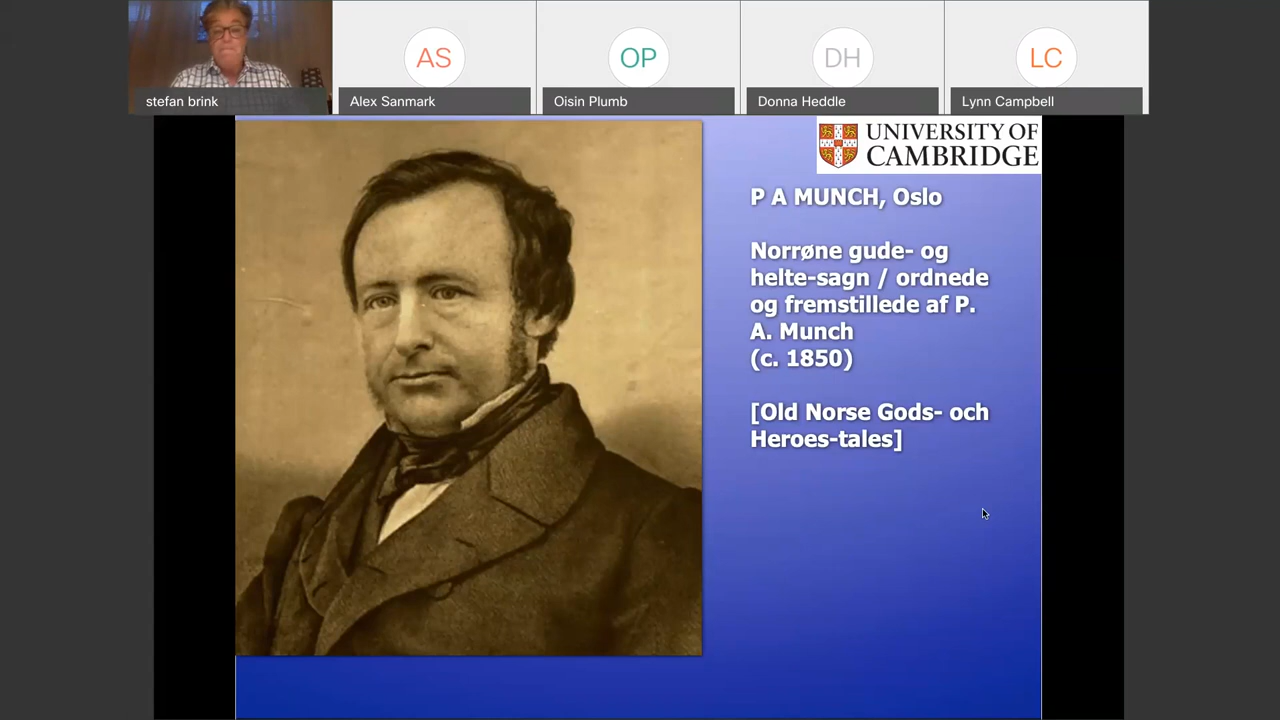 AS
OP
DH
LC
stefan brink
Alex Sanmark
Oisin Plumb
Donna Heddle
Lynn Campbell
UNIVERSITY OF
CAMBRIDGE
P A MUNCH, Oslo
Norrøne gude- og
helte-sagn / ordnede
og fremstillede af P.
A. Munch
(c. 1850)
[Old Norse Gods- och
Heroes-tales]